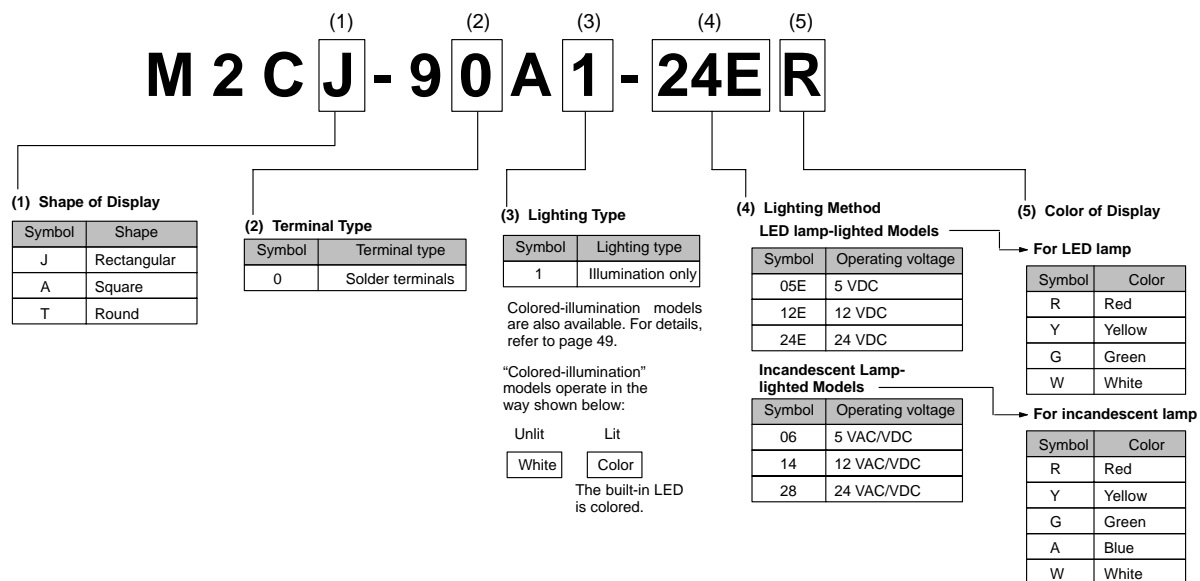 (1) (2) (3) (4) (5)
M 2 C J - 9 0 A 1 - 24E R
(1) Shape of Display
Symbol Shape
J Rectangular
A Square
T Round
(2) Terminal Type
Symbol Terminal type
0 Solder terminals
(3) Lighting Type
Symbol Lighting type
1 Illumination only
Colored-illumination models
are also available. For details,
refer to page 49.
“Colored-illumination”
models operate in the
way shown below:
Unlit Lit
White Color
The built-in LED
is colored.
(4) Lighting Method
LED lamp-lighted Models
Symbol Operating voltage
05E 5 VDC
12E 12 VDC
24E 24 VDC
Incandescent Lamp-
lighted Models
Symbol Operating voltage
06 5 VAC/VDC
14 12 VAC/VDC
28 24 VAC/VDC
(5) Color of Display
For LED lamp
Symbol Color
R Red
Y Yellow
G Green
W White
For incandescent lamp
Symbol Color
R Red
Y Yellow
G Green
A Blue
W White